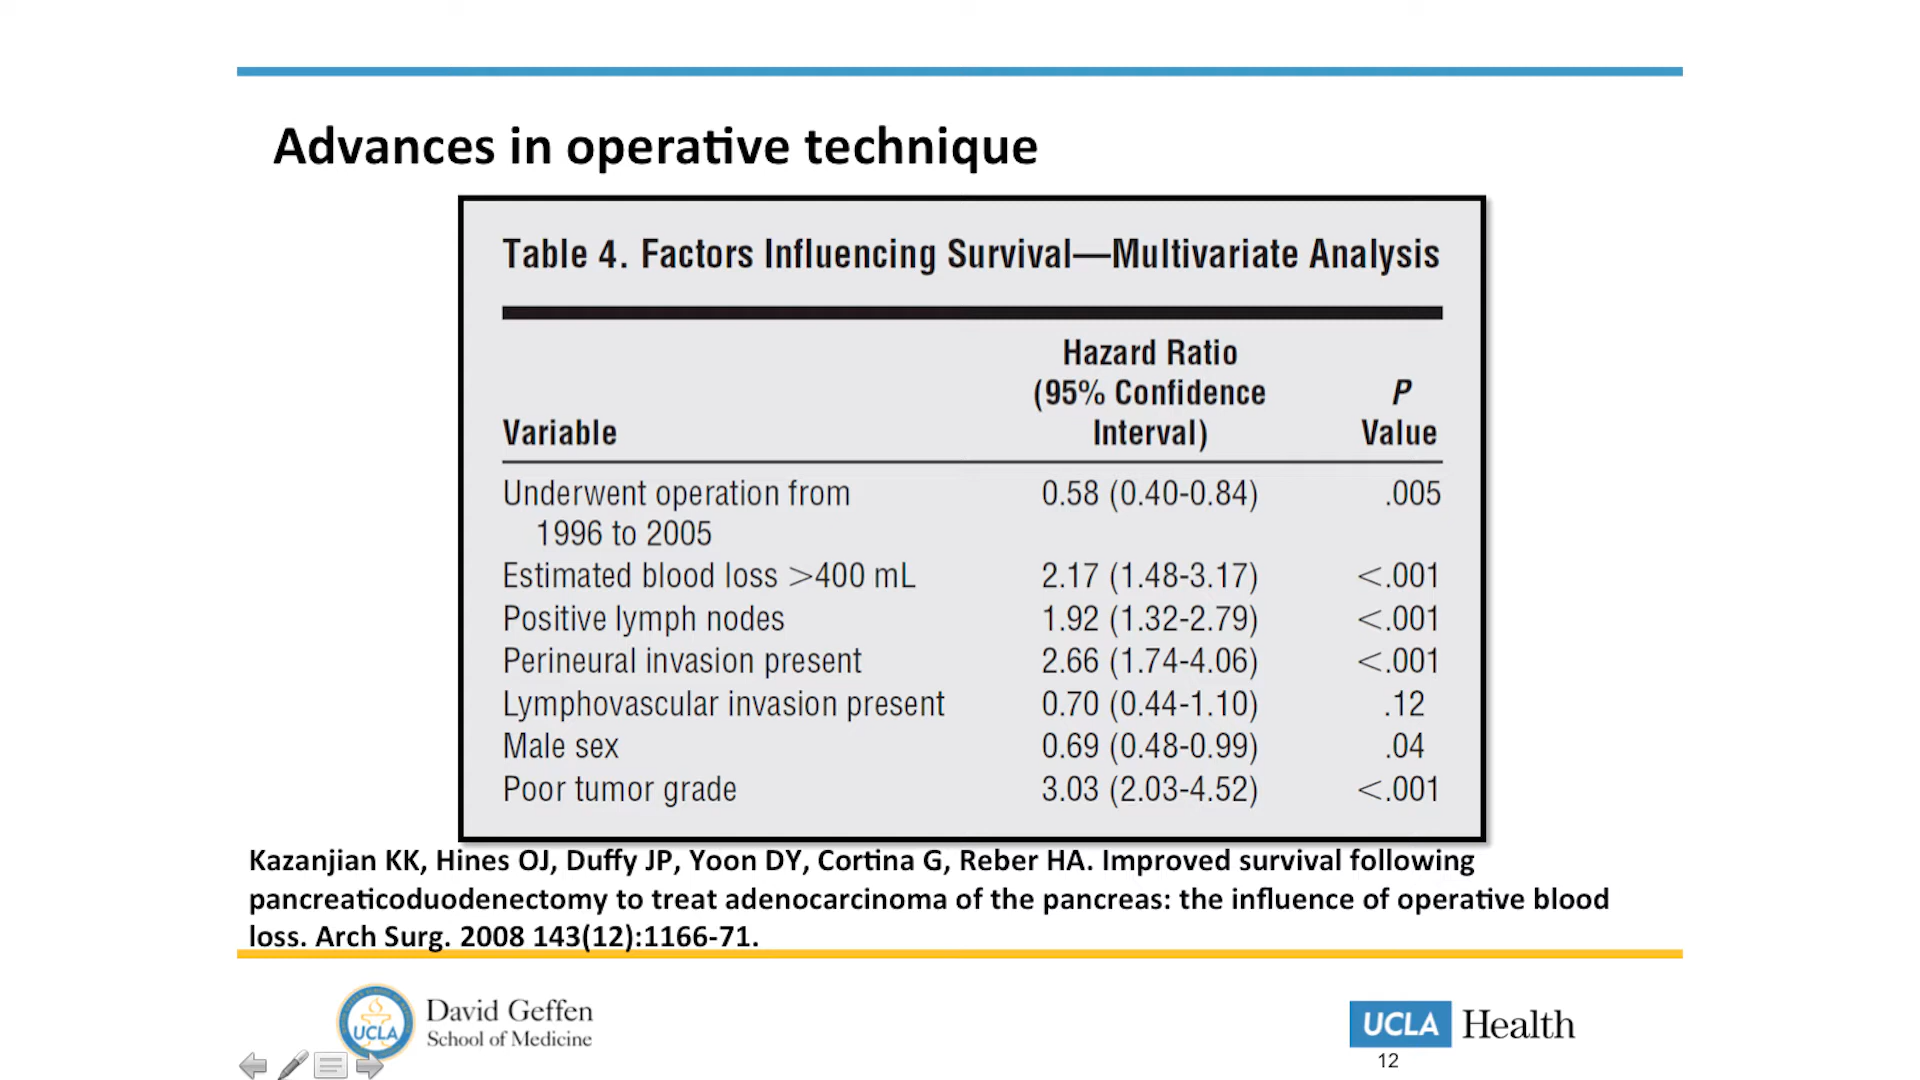 Advances in operative technique
Table 4. Factors Influencing Survival—Multivariate Analysis
Hazard Ratio
(95% Confidence P
Variable Interval) Value
Underwent operation from 0.58 (0.40-0.84) .005
1996 to 2005
Estimated blood loss >400 mL 2.17 (1.48-3.17) <.001
Positive lymph nodes 1.92 (1.32-2.79) <.001
Perineural invasion present 2.66 (1.74-4.06) <.001
Lymphovascular invasion present 0.70 (0.44-1.10) .12
Male sex 0.69 (0.48-0.99) .04
Poor tumor grade 3.03 (2.03-4.52) <.001
Kazanjian KK, Hines OJ, Duffy JP, Yoon DY, Cortina G, Reber HA. Improved survival following
pancreaticoduodenectomy to treat adenocarcinoma of the pancreas: the influence of operative blood
loss. Arch Surg. 2008 143(12):1166-71.
UCLA
David Geffen
School of Medicine
UCLA Health
12